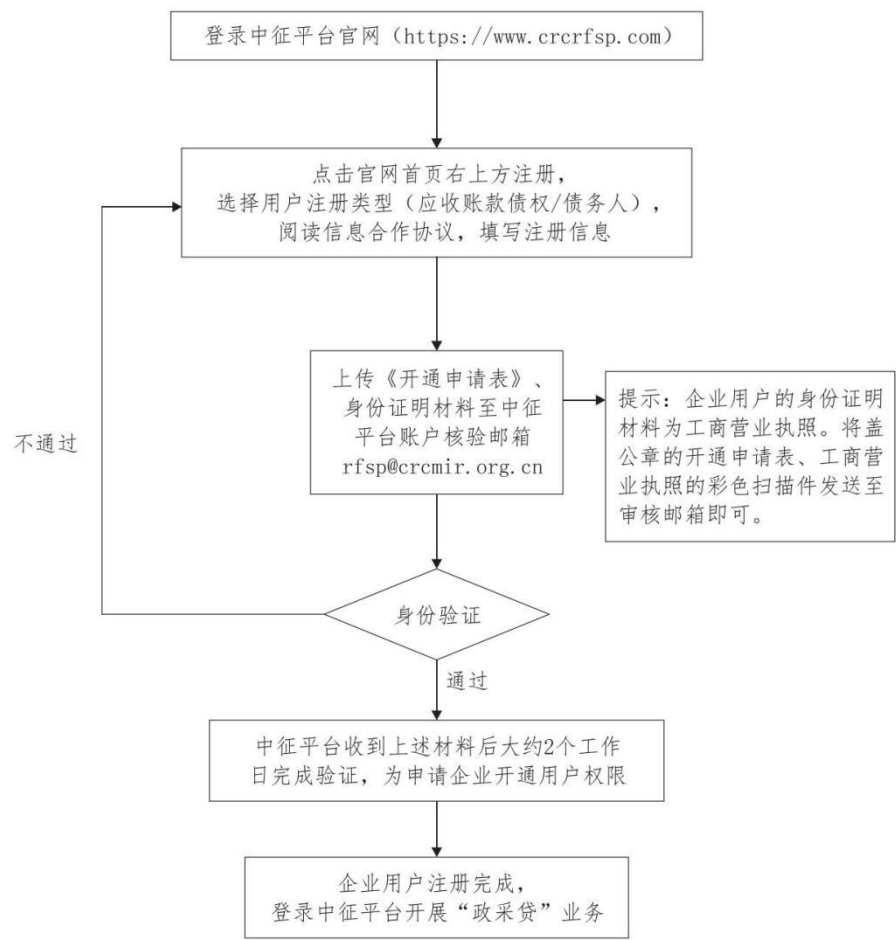 登录中征平台官网（https://www.crcrfsp.com）
点击官网首页右上方注册，
选择用户注册类型（应收账款债权/债务人），
阅读信息合作协议，填写注册信息
上传《开通申请表》、
身份证明材料至中征
平台账户核验邮箱
rfsp@crcmir.org.cn
提示：企业用户的身份证明
材料为工商营业执照。将盖
公章的开通申请表、工商营
业执照的彩色扫描件发送至
审核邮箱即可。
不通过
身份验证
通过
中征平台收到上述材料后大约2个工作
日完成验证，为申请企业开通用户权限
企业用户注册完成，
登录中征平台开展“政采贷”业务